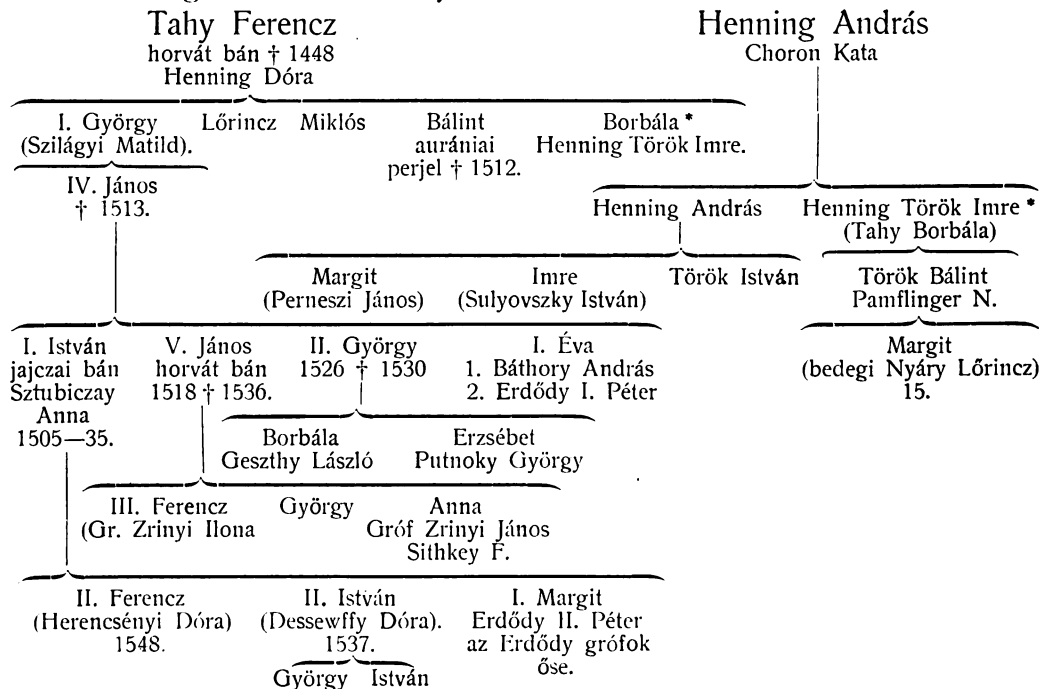 Tahy Ferencz
horvát bán † 1448
Henning Dóra
Henning András
Choron Kata
I. György
(Szilágyi Matild).
Lőrincz
Miklós
Bálint
aurániai
perjel † 1512.
Borbála *
Henning Török Imre.
IV. János
† 1513.
Henning András
Henning Török Imre *
(Tahy Borbála)
Margit
(Perneszi János)
Imre
(Sulyovszky István)
Török István
Török Bálint
Pamflinger N.
I. István
jajczai bán
Sztubiczay
Anna
1505—35.
V. János
horvát bán
1518 † 1536.
II. György
1526 † 1530
I. Éva
1. Báthory András
2. Erdődy I. Péter
Margit
(bedegi Nyáry Lőrincz)
15.
Borbála
Geszthy László
Erzsébet
Putnoky György
III. Ferencz
(Gr. Zrinyi Ilona
György
Anna
Gróf Zrinyi János
Sithkey F.
II. Ferencz
(Herencsényi Dóra)
1548.
II. István
(Dessewffy Dóra).
1537.
I. Margit
Erdődy II. Péter
az Erdődy grófok
őse.
György István